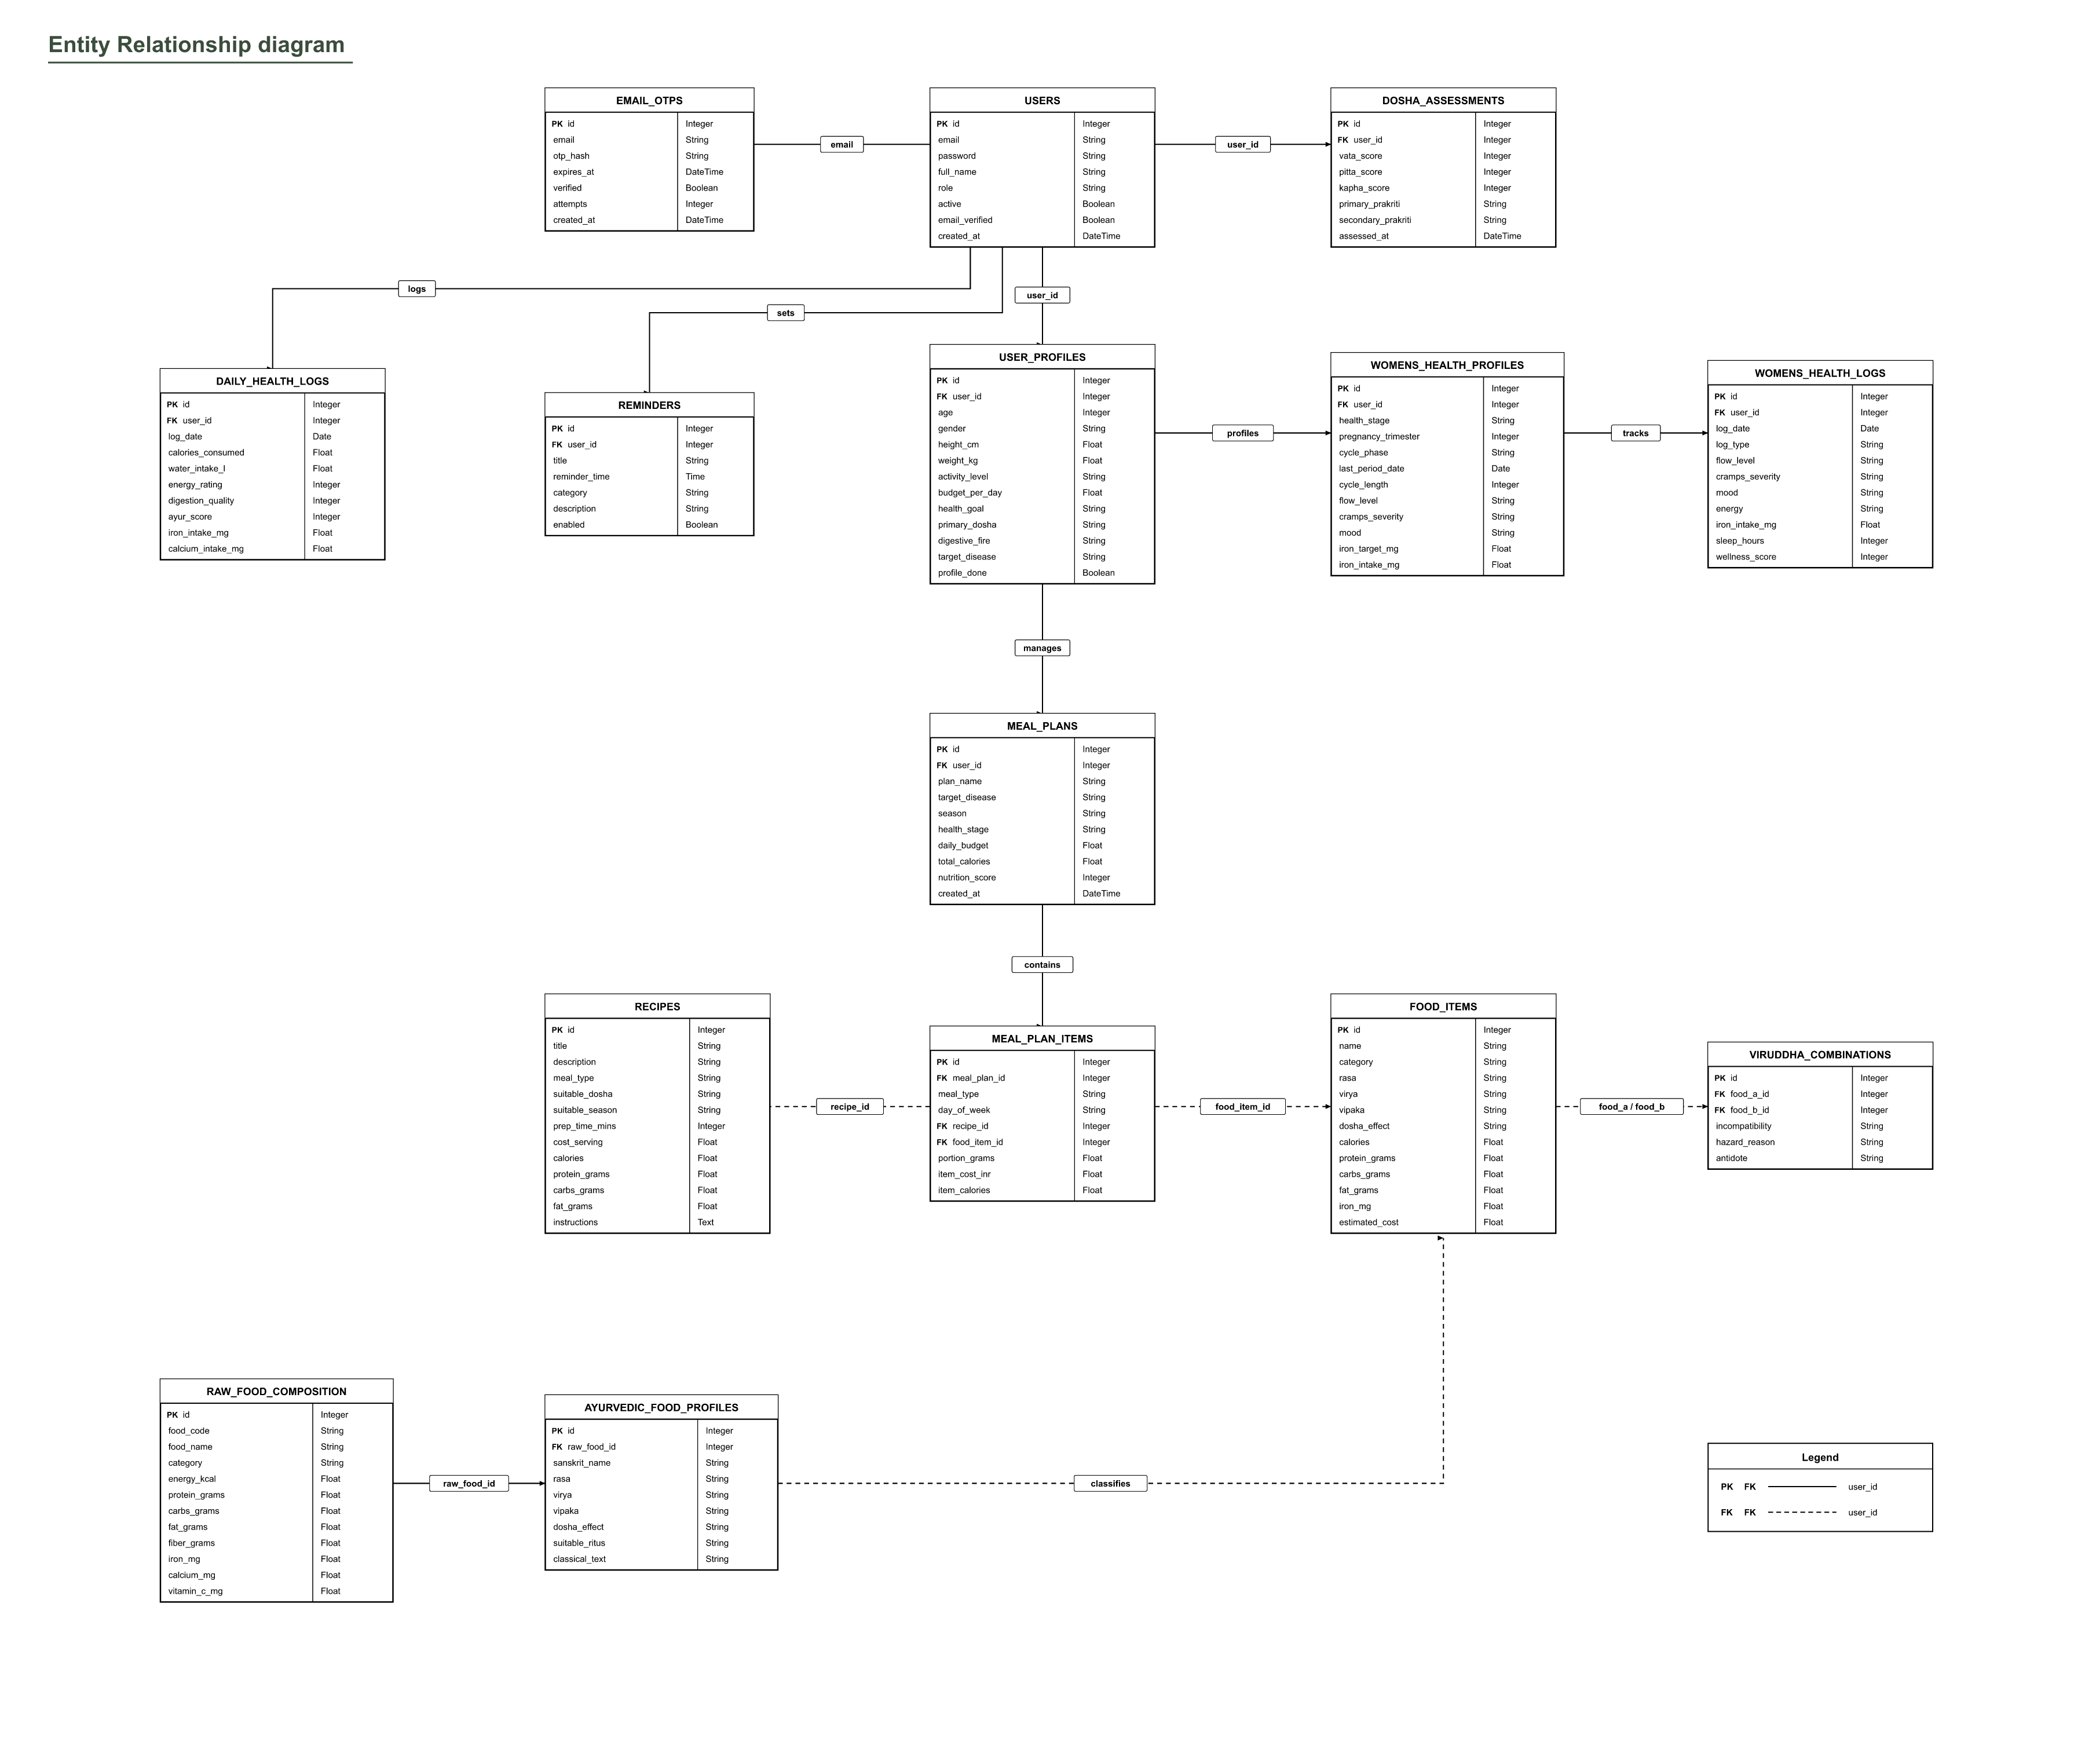 Entity Relationship diagram
EMAIL_OTPS
PK id Integer
email String
otp_hash String
expires_at DateTime
verified Boolean
attempts Integer
created_at DateTime
email
USERS
PK id Integer
email String
password String
full_name String
role String
active Boolean
email_verified Boolean
created_at DateTime
user_id
DOSHA_ASSESSMENTS
PK id Integer
FK user_id Integer
vata_score Integer
pitta_score Integer
kapha_score Integer
primary_prakriti String
secondary_prakriti String
assessed_at DateTime
logs
sets
user_id
DAILY_HEALTH_LOGS
PK id Integer
FK user_id Integer
log_date Date
calories_consumed Float
water_intake_l Float
energy_rating Integer
digestion_quality Integer
ayur_score Integer
iron_intake_mg Float
calcium_intake_mg Float
REMINDERS
PK id Integer
FK user_id Integer
title String
reminder_time Time
category String
description String
enabled Boolean
USER_PROFILES
PK id Integer
FK user_id Integer
age Integer
gender String
height_cm Float
weight_kg Float
activity_level String
budget_per_day Float
health_goal String
primary_dosha String
digestive_fire String
target_disease String
profile_done Boolean
profiles
WOMENS_HEALTH_PROFILES
PK id Integer
FK user_id Integer
health_stage String
pregnancy_trimester Integer
cycle_phase String
last_period_date Date
cycle_length Integer
flow_level String
cramps_severity String
mood String
iron_target_mg Float
iron_intake_mg Float
tracks
WOMENS_HEALTH_LOGS
PK id Integer
FK user_id Integer
log_date Date
log_type String
flow_level String
cramps_severity String
mood String
energy String
iron_intake_mg Float
sleep_hours Integer
wellness_score Integer
manages
MEAL_PLANS
PK id Integer
FK user_id Integer
plan_name String
target_disease String
season String
health_stage String
daily_budget Float
total_calories Float
nutrition_score Integer
created_at DateTime
contains
RECIPES
PK id Integer
title String
description String
meal_type String
suitable_dosha String
suitable_season String
prep_time_mins Integer
cost_serving Float
calories Float
protein_grams Float
carbs_grams Float
fat_grams Float
instructions Text
recipe_id
MEAL_PLAN_ITEMS
PK id Integer
FK meal_plan_id Integer
meal_type String
day_of_week String
FK recipe_id Integer
FK food_item_id Integer
portion_grams Float
item_cost_inr Float
item_calories Float
food_item_id
FOOD_ITEMS
PK id Integer
name String
category String
rasa String
virya String
vipaka String
dosha_effect String
calories Float
protein_grams Float
carbs_grams Float
fat_grams Float
iron_mg Float
estimated_cost Float
food_a / food_b
VIRUDDHA_COMBINATIONS
PK id Integer
FK food_a_id Integer
FK food_b_id Integer
incompatibility String
hazard_reason String
antidote String
RAW_FOOD_COMPOSITION
PK id Integer
food_code String
food_name String
category String
energy_kcal Float
protein_grams Float
carbs_grams Float
fat_grams Float
fiber_grams Float
iron_mg Float
calcium_mg Float
vitamin_c_mg Float
raw_food_id
AYURVEDIC_FOOD_PROFILES
PK id Integer
FK raw_food_id Integer
sanskrit_name String
rasa String
virya String
vipaka String
dosha_effect String
suitable_ritus String
classical_text String
classifies
Legend
PK FK user_id
FK FK user_id